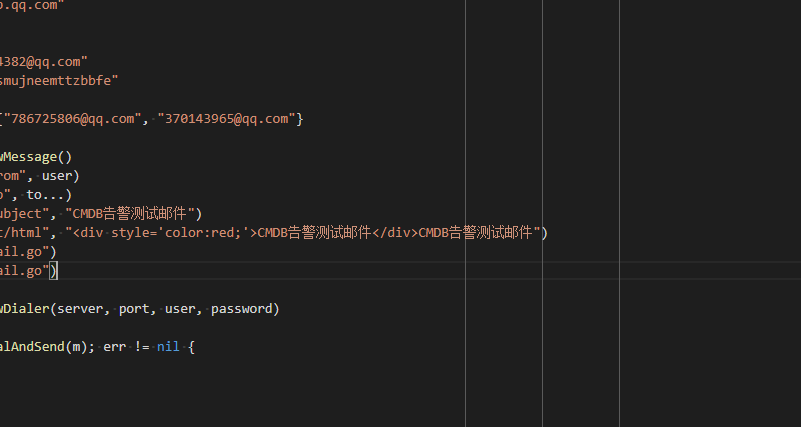 o.qq.com"
4382@qq.com"
smujneemttzbbfe"
{"786725806@qq.com", "370143965@qq.com"}
wMessage()
rom", user)
o", to...)
ubject", "CMDB告警测试邮件")
t/html", "<div style='color:red;'>CMDB告警测试邮件</div>CMDB告警测试邮件")
ail.go")
ail.go")
wDialer(server, port, user, password)
alAndSend(m); err != nil {